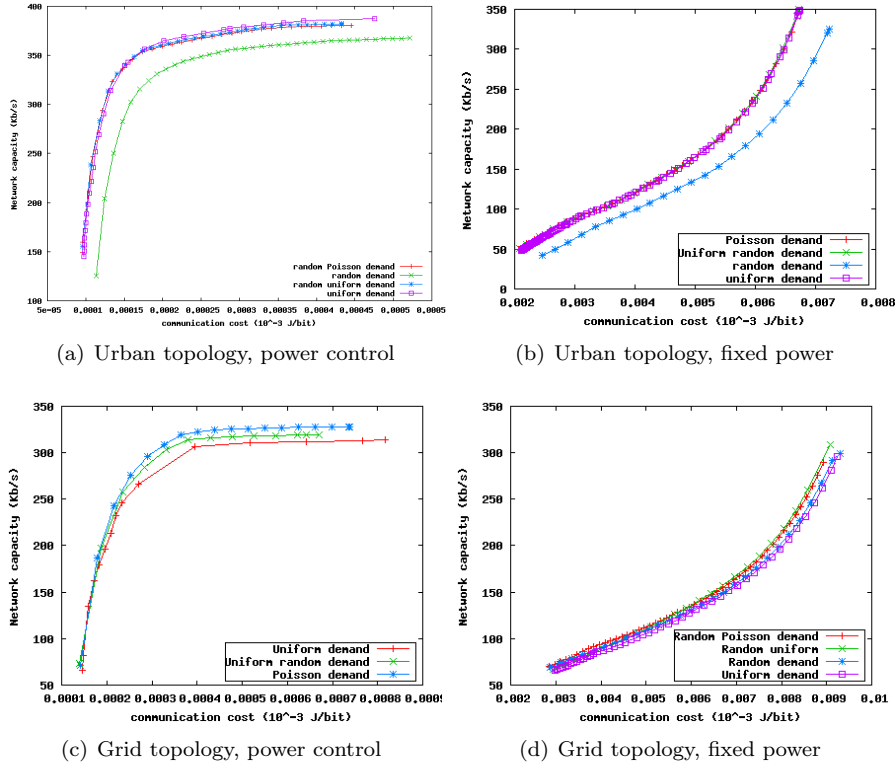 400
350
300
250
200
150
100
Network capacity (Kb/s)
random Poisson demand
random demand
random uniform demand
uniform demand
5e-05 0.0001 0.00015 0.0002 0.00025 0.0003 0.00035 0.0004 0.00045 0.0005
communication cost (10^-3 J/bit)
(a) Urban topology, power control
350
300
250
200
150
100
50
0
Network capacity (Kb/s)
Poisson demand
Uniform random demand
random demand
uniform demand
0.002 0.003 0.004 0.005 0.006 0.007 0.008
communication cost (10^-3 J/bit)
(b) Urban topology, fixed power
350
300
250
200
150
100
50
Network capacity (Kb/s)
Uniform demand
Uniform random demand
Poisson demand
0.0001 0.0002 0.0003 0.0004 0.0005 0.0006 0.0007 0.0008 0.0009
communication cost (10^-3 J/bit)
(c) Grid topology, power control
350
300
250
200
150
100
50
Network capacity (Kb/s)
Random Poisson demand
Random uniform
Random demand
Uniform demand
0.002 0.003 0.004 0.005 0.006 0.007 0.008 0.009 0.01
communication cost (10^-3 J/bit)
(d) Grid topology, fixed power